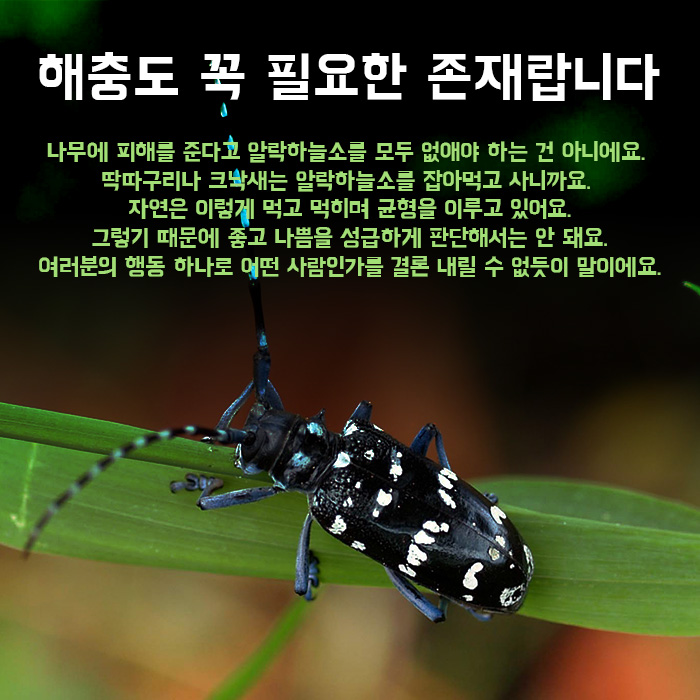 해충도 꼭 필요한 존재랍니다
나무에 피해를 준다고 알락하늘소를 모두 없애야 하는 건 아니에요.
딱따구리나 크낙새는 알락하늘소를 잡아먹고 사니까요.
자연은 이렇게 먹고 먹히며 균형을 이루고 있어요.
그렇기 때문에 좋고 나쁨을 성급하게 판단해서는 안 돼요.
여러분의 행동 하나로 어떤 사람인가를 결론 내릴 수 없듯이 말이에요.